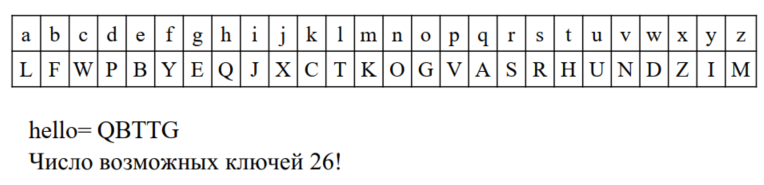 a b c d e f g h i j k l m n o p q r s t u v w x y z
L F W P B Y E Q J X C T K O G V A S R H U N D Z I M
hello= QBTTG
Число возможных ключей 26!